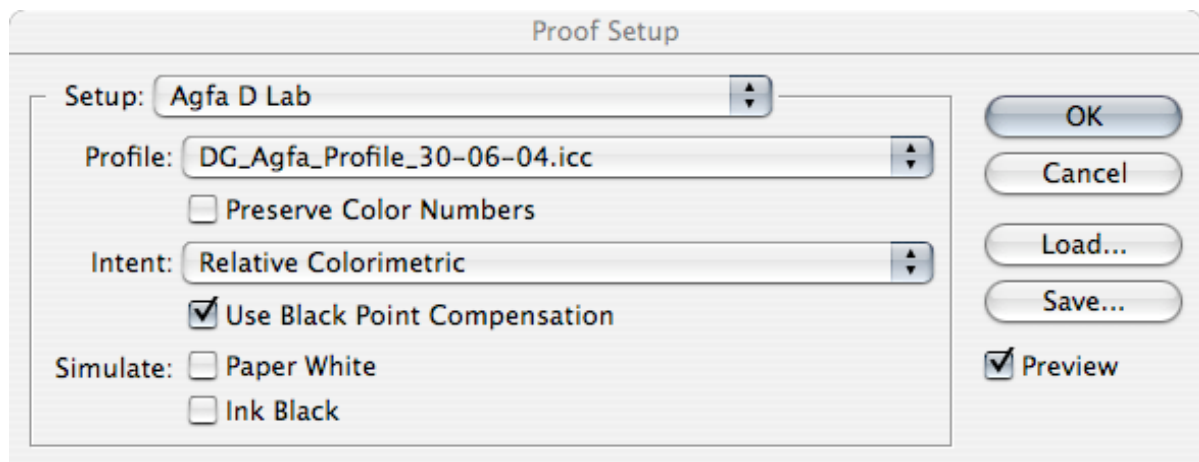 Proof Setup
Setup: Agfa D Lab
Profile: DG_Agfa_Profile_30-06-04.icc
Preserve Color Numbers
Intent: Relative Colorimetric
Use Black Point Compensation
Simulate: Paper White
Ink Black
OK
Cancel
Load...
Save...
Preview